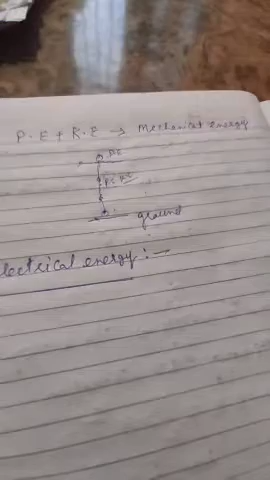 P.E + K.E → Mechanical energy
P.E
P.E K.E
ground
lectrical energy :-